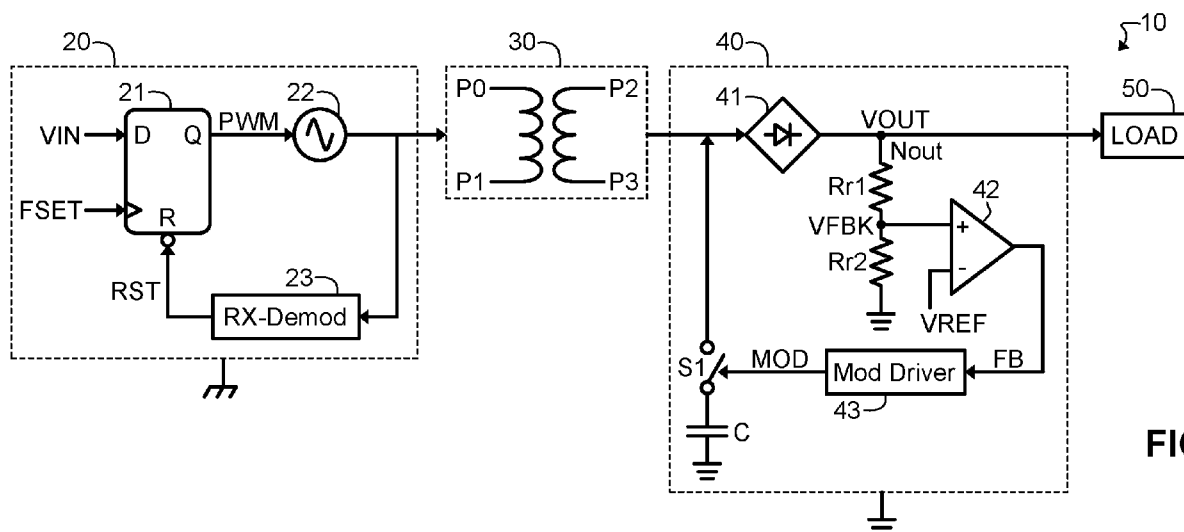 10
20
30
40
50
21
22
41
VIN
D
Q
PWM
P0
P2
VOUT
LOAD
Nout
FSET
R
P1
P3
Rr1
42
VFBK
+
Rr2
-
RST
23
RX-Demod
VREF
S1
MOD
Mod Driver
FB
43
C
FIG